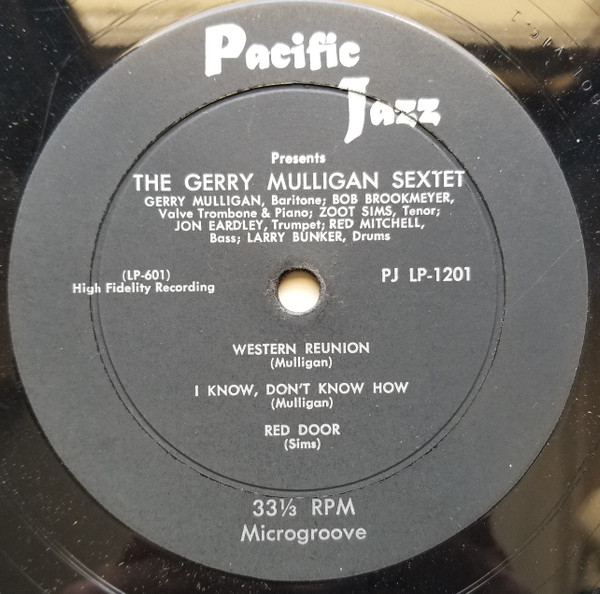 Pacific
Jazz
Presents
THE GERRY MULLIGAN SEXTET
GERRY MULLIGAN, Baritone; BOB BROOKMEYER,
Valve Trombone & Piano; ZOOT SIMS, Tenor;
JON EARDLEY, Trumpet; RED MITCHELL,
Bass; LARRY BUNKER, Drums
(LP-601)
High Fidelity Recording
PJ LP-1201
WESTERN REUNION
(Mulligan)
I KNOW, DON'T KNOW HOW
(Mulligan)
RED DOOR
(Sims)
33⅓ RPM
Microgroove